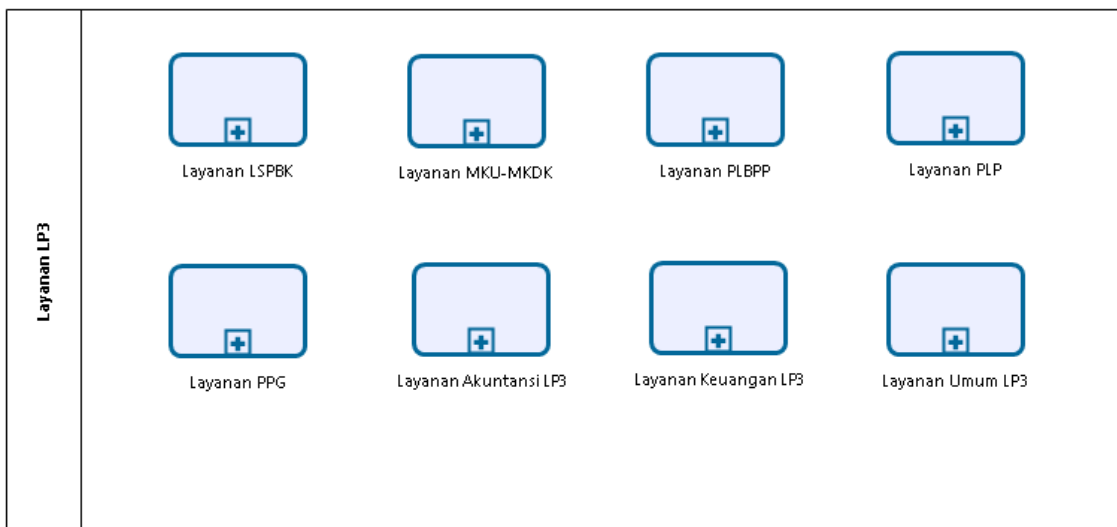 Layanan LP3
Layanan LSPBK
Layanan MKU-MKDK
Layanan PLBPP
Layanan PLP
Layanan PPG
Layanan Akuntansi LP3
Layanan Keuangan LP3
Layanan Umum LP3